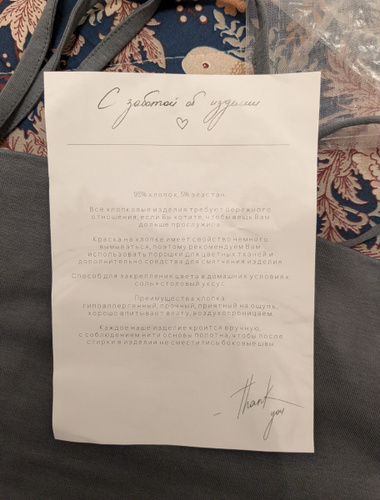 С заботой об изделии
95% хлопок, 5% эластан.
Все хлопковые изделия требуют бережного
отношения, если Вы хотите, чтобы вещь Вам
дольше прослужила.
Краска на хлопке имеет свойство немного
вымываться, поэтому рекомендуем Вам
использовать порошки для цветных тканей и
дополнительно средства для смягчения изделия.
Способ для закрепления цвета в домашних условиях:
соль+столовый уксус.
Преимущества хлопка:
гипоаллергенный, прочный, приятный на ощупь,
хорошо впитывает влагу, воздухопроницаем.
Каждое наше изделие кроится вручную,
с соблюдением нити основы полотна, чтобы после
стирки в изделии не сместились боковые швы.
Thank
you